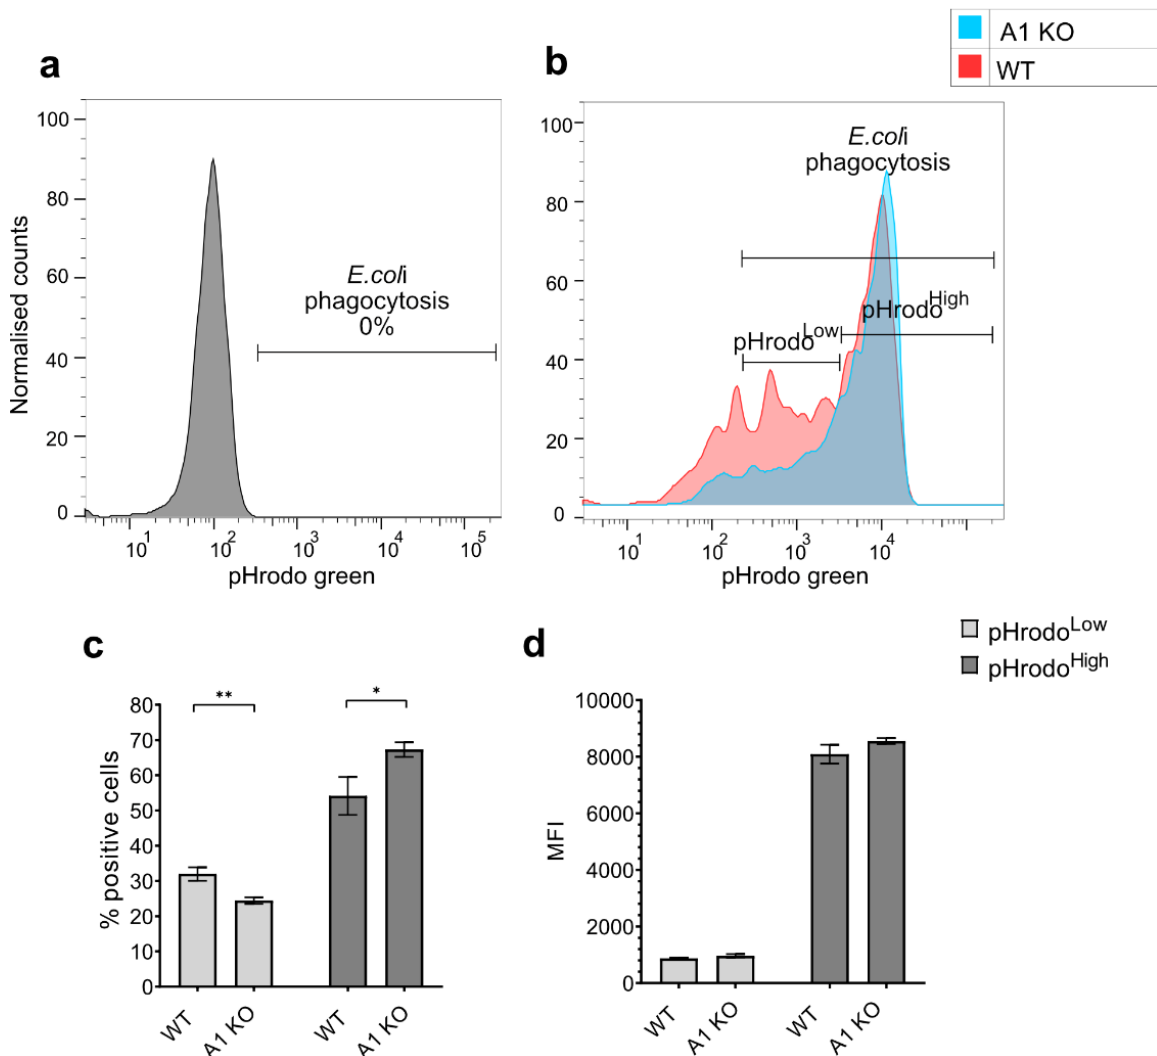 A1 KO
WT
a
100
80
60
40
20
0
Normalised counts
E.coli
phagocytosis
0%
10¹ 10² 10³ 10⁴ 10⁵
pHrodo green
b
100
80
60
40
20
0
E.coli
phagocytosis
pHrodo^High
pHrodo^Low
10¹ 10² 10³ 10⁴
pHrodo green
c
80
70
60
50
40
30
20
10
0
% positive cells
**
*
WT
A1 KO
WT
A1 KO
d
pHrodo^Low
pHrodo^High
10000
8000
6000
4000
2000
0
MFI
WT
A1 KO
WT
A1 KO